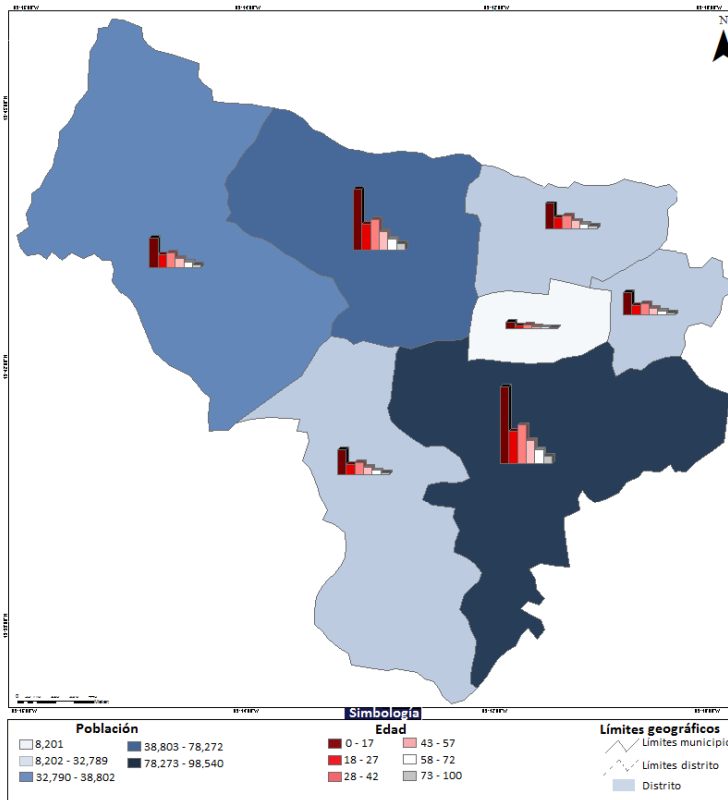 N
Simbología
Población
8,201
8,202 - 32,789
32,790 - 38,802
38,803 - 78,272
78,273 - 98,540
Edad
0 - 17
18 - 27
28 - 42
43 - 57
58 - 72
73 - 100
Límites geográficos
Límites municipio
Límites distrito
Distrito